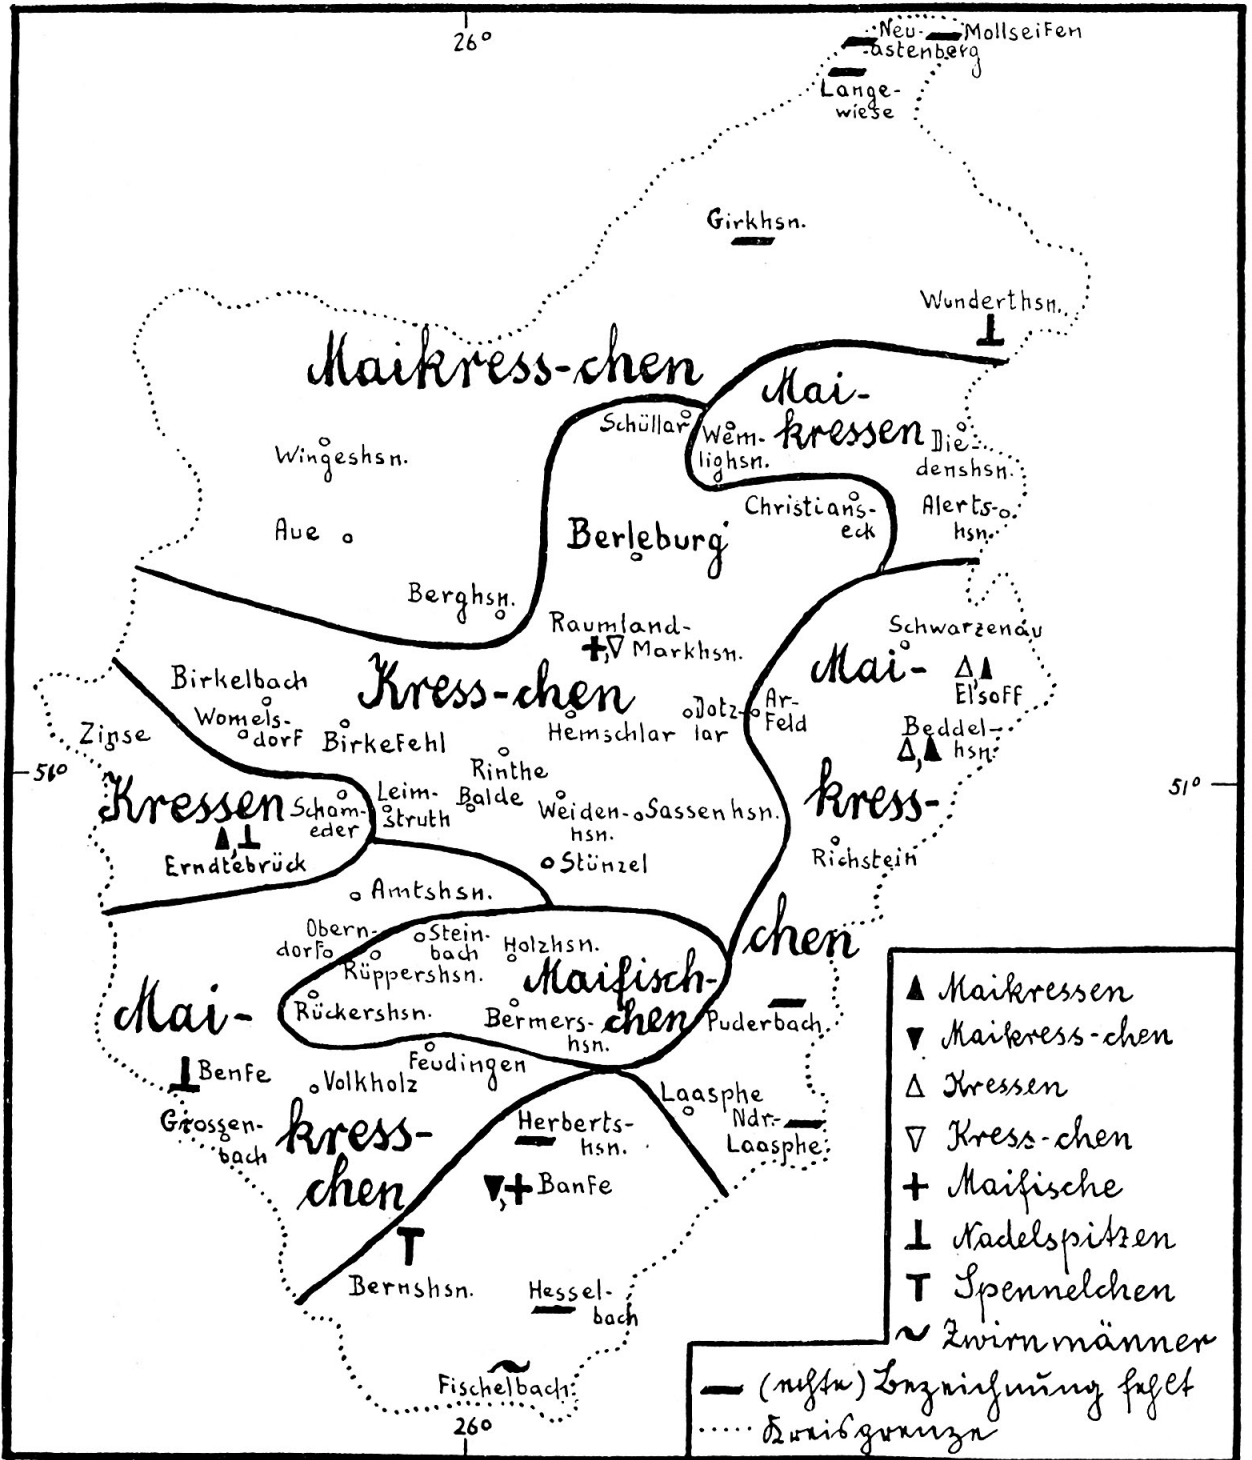 26°
Neu-
astenberg
Mollseifen
Lange-
wiese
Girkhsn.
Wunderthsn.
Maikress-chen
Mai-
kressen
Schüllar
Wem-
lighsn.
Die-
denshsn.
Wingeshsn.
Christians-
eck
Alerts-
hsn.
Aue
Berleburg
Berghsn.
Raumland-
Markhsn.
Schwarzenau
Mai-
Elsoff
Birkelbach
Kress-chen
Womels-
dorf
Zinse
Birkefehl
Hemschlar
Dotz-
lar
Ar-
feld
Beddel-
hsn.
56°
Rinthe
Kressen
Scham-
eder
Leim-
struth
Balde
Weiden-
hsn.
Sassenhsn.
kress-
51°
Erndtebrück
Stünzel
Richstein
Amtshsn.
Obern-
dorf
Stein-
bach
Holzhsn.
chen
Rüppershsn.
Maifisch-
chen
Mai-
Rückershsn.
Bermers-
hsn.
Puderbach
Feudingen
Benfe
Volkholz
Laasphe
Grossen-
bach
kress-
chen
Herberts-
hsn.
Ndr.-
Laasphe
Banfe
Bernshsn.
Hessel-
bach
Fischelbach
26°
Maikressen
Maikress-chen
Kressen
Kress-chen
Maifische
Nadelspitzen
Spennelchen
Zwirnmänner
(echte) Bezeichnung fehlt
Kreisgrenze